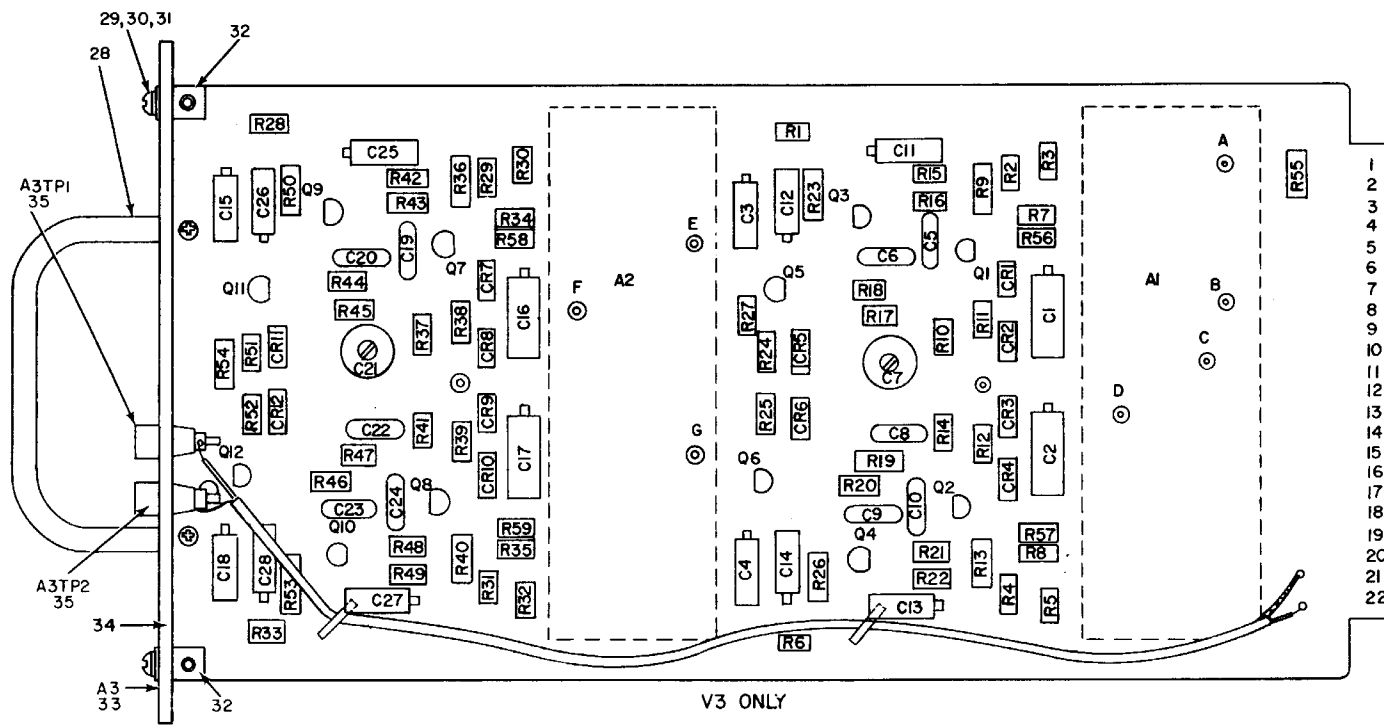 29,30,31
32
28
A3TP1
35
A3TP2
35
34
A3
33
32
R28
C25
R42
R43
R36
R29
R30
C15
C26
R50
Q9
R34
R58
C20
C19
Q7
CR7
Q11
R44
R45
R37
R38
CR8
C16
C21
R54
R51
CR11
R52
CR12
CR9
C22
R41
R39
C17
R47
CR10
Q12
R46
C23
C24
Q8
Q10
R59
R35
C18
C28
R53
R48
R49
R40
R31
R32
C27
R33
E
F
A2
G
R1
C11
R15
R16
R9
R2
R3
C3
C12
R23
Q3
R7
R56
C6
C5
Q1
CR1
Q5
R18
R17
R27
R24
CR5
R10
R11
CR2
C1
C7
R25
CR6
CR3
C8
R14
R12
C2
R19
CR4
Q6
R20
C9
C10
Q2
Q4
R57
R8
C4
C14
R26
R21
R22
R13
R4
R5
C13
R6
A
A1
B
C
D
R55
1
2
3
4
5
6
7
8
9
10
11
12
13
14
15
16
17
18
19
20
21
22
V3 ONLY